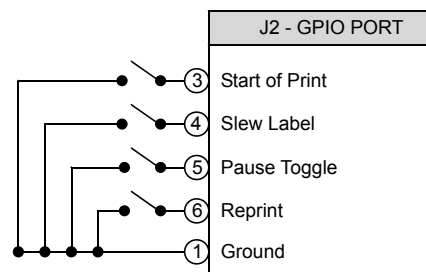 J2 - GPIO PORT
3 Start of Print
4 Slew Label
5 Pause Toggle
6 Reprint
1 Ground